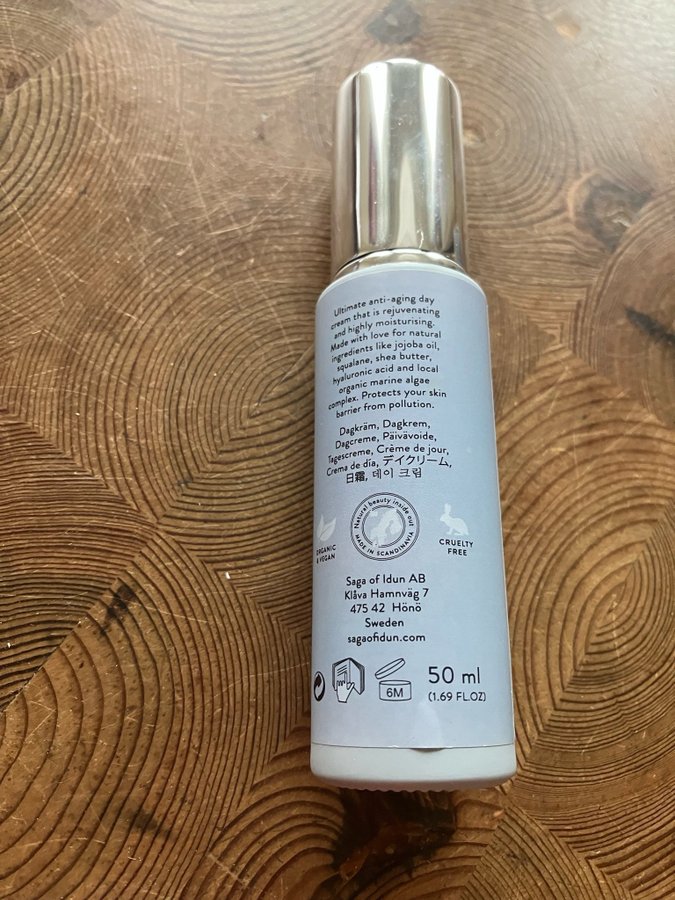 Ultimate anti-aging day
cream that is rejuvenating
and highly moisturising.
Made with love for natural
ingredients like jojoba oil,
squalane, shea butter,
hyaluronic acid and local
organic marine algae
complex. Protects your skin
barrier from pollution.
Dagkräm, Dagkrem,
Dagcreme, Päivävoide,
Tagescreme, Crème de jour,
Crema de día, デイクリーム,
日霜, 데이 크림
Natural beauty inside out
MADE IN SCANDINAVIA
ORGANIC
& VEGAN
CRUELTY
FREE
Saga of Idun AB
Klåva Hamnväg 7
475 42 Hönö
Sweden
sagaofidun.com
6M
50 ml
(1.69 FL.OZ)